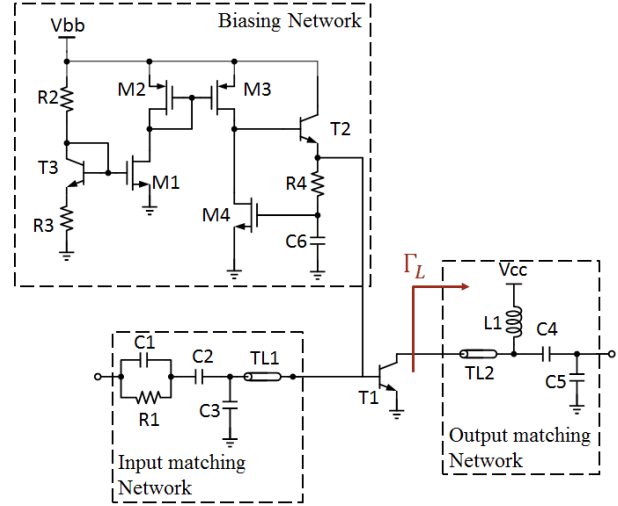 Biasing Network
Vbb
R2
M2
M3
T2
T3
M1
R4
M4
R3
C6
Γ_L
Vcc
L1
C4
C1
C2
TL1
TL2
C5
R1
C3
T1
Input matching
Network
Output matching
Network